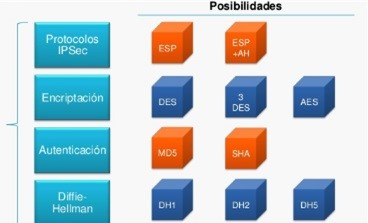 Posibilidades
Protocolos
IPSec
ESP
ESP
+AH
Encriptación
DES
3
DES
AES
Autenticación
MD5
SHA
Diffie-
Hellman
DH1
DH2
DH5